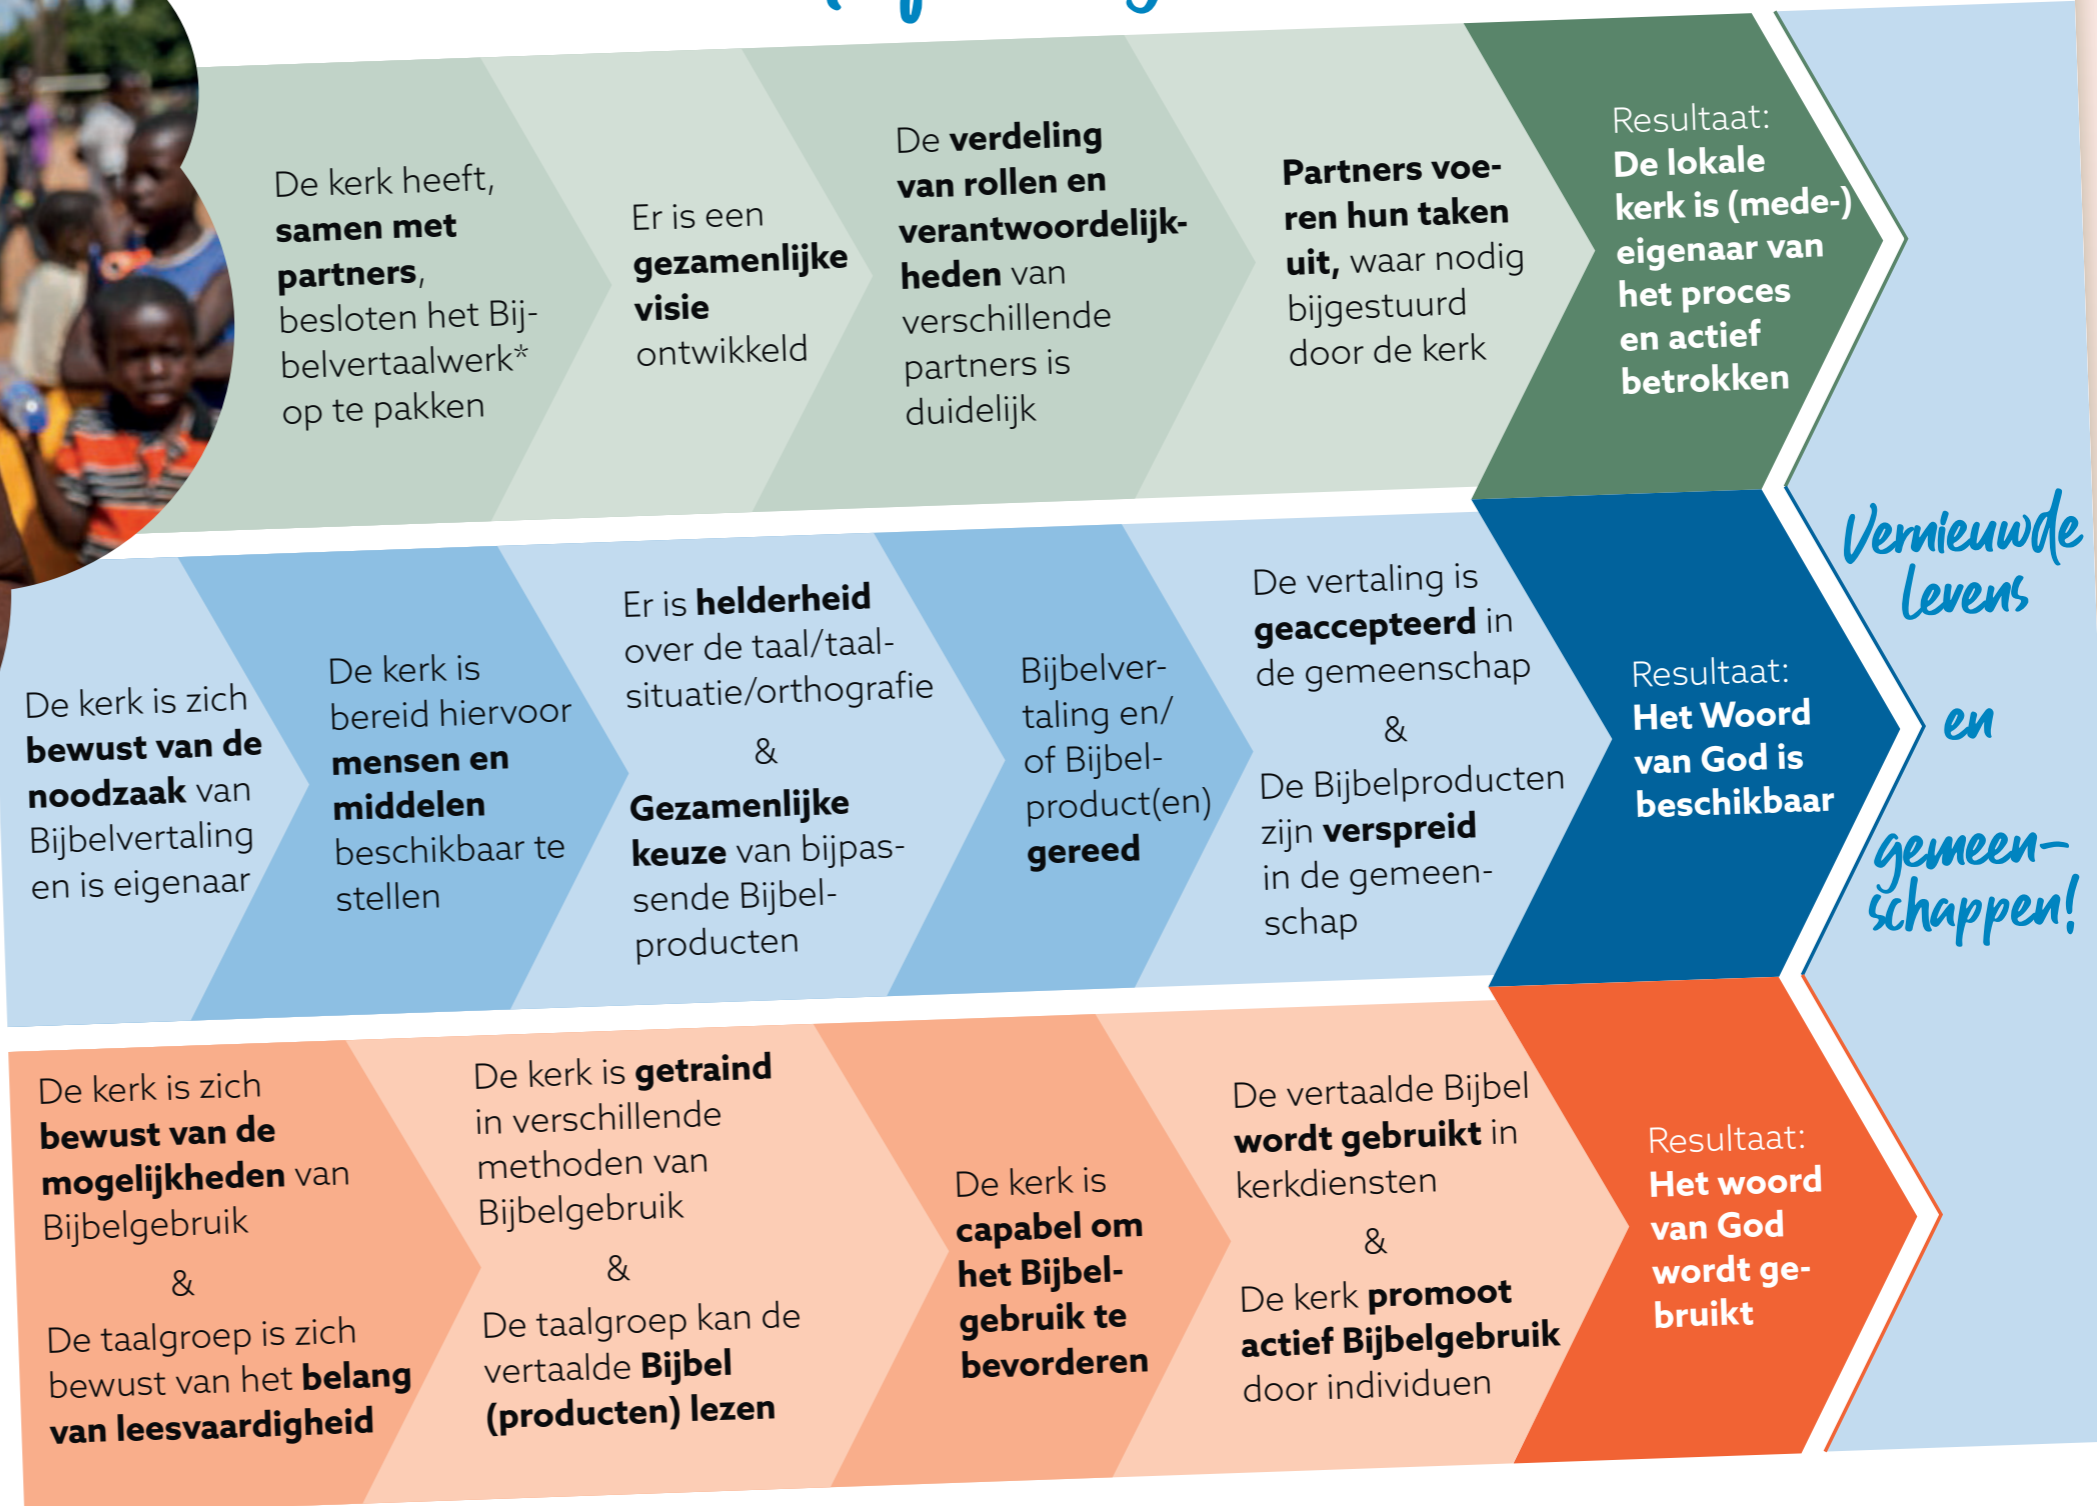 De kerk heeft,
samen met
partners,
besloten het Bij-
belvertaalwerk*
op te pakken
Er is een
gezamenlijke
visie
ontwikkeld
De verdeling
van rollen en
verantwoordelijk-
heden van
verschillende
partners is
duidelijk
Partners voe-
ren hun taken
uit, waar nodig
bijgestuurd
door de kerk
Resultaat:
De lokale
kerk is (mede-)
eigenaar van
het proces
en actief
betrokken
De kerk is zich
bewust van de
noodzaak van
Bijbelvertaling
en is eigenaar
De kerk is
bereid hiervoor
mensen en
middelen
beschikbaar te
stellen
Er is helderheid
over de taal/taal-
situatie/orthografie
&
Gezamenlijke
keuze van bijpas-
sende Bijbel-
producten
Bijbelver-
taling en/
of Bijbel-
product(en)
gereed
De vertaling is
geaccepteerd in
de gemeenschap
&
De Bijbelproducten
zijn verspreid
in de gemeen-
schap
Resultaat:
Het Woord
van God is
beschikbaar
De kerk is zich
bewust van de
mogelijkheden van
Bijbelgebruik
&
De taalgroep is zich
bewust van het belang
van leesvaardigheid
De kerk is getraind
in verschillende
methoden van
Bijbelgebruik
&
De taalgroep kan de
vertaalde Bijbel
(producten) lezen
De kerk is
capabel om
het Bijbel-
gebruik te
bevorderen
De vertaalde Bijbel
wordt gebruikt in
kerkdiensten
&
De kerk promoot
actief Bijbelgebruik
door individuen
Resultaat:
Het woord
van God
wordt ge-
bruikt
Vernieuwde
levens
en
gemeen-
schappen!